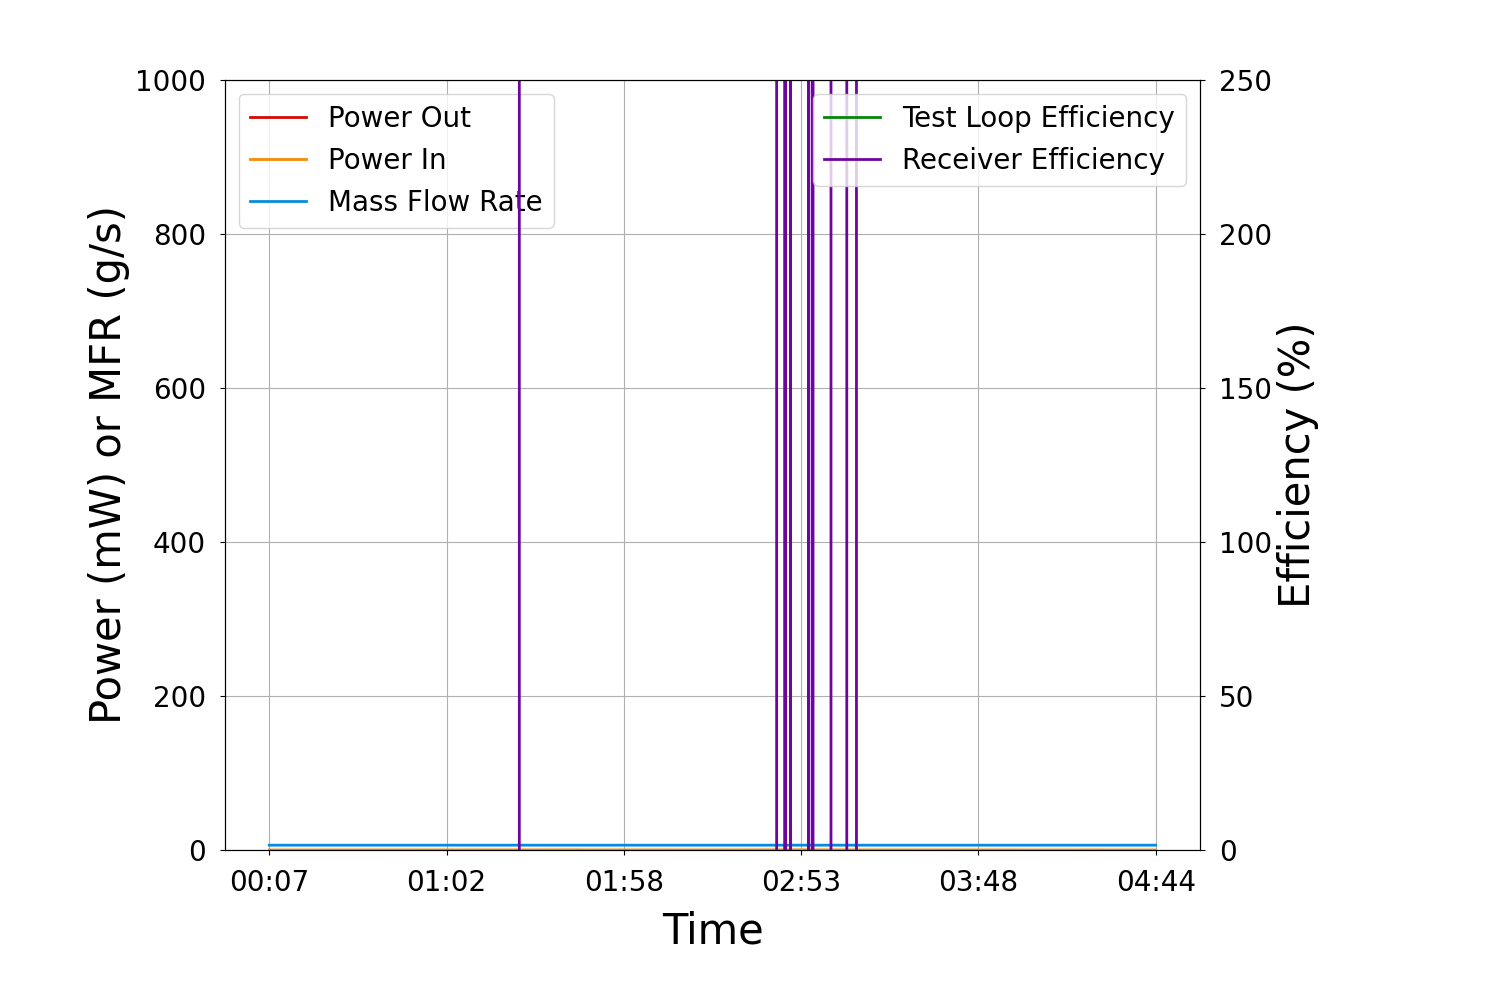 1000
800
600
400
200
0
Power (mW) or MFR (g/s)
Power Out
Power In
Mass Flow Rate
Test Loop Efficiency
Receiver Efficiency
250
200
150
100
50
0
Efficiency (%)
00:07 01:02 01:58 02:53 03:48 04:44
Time